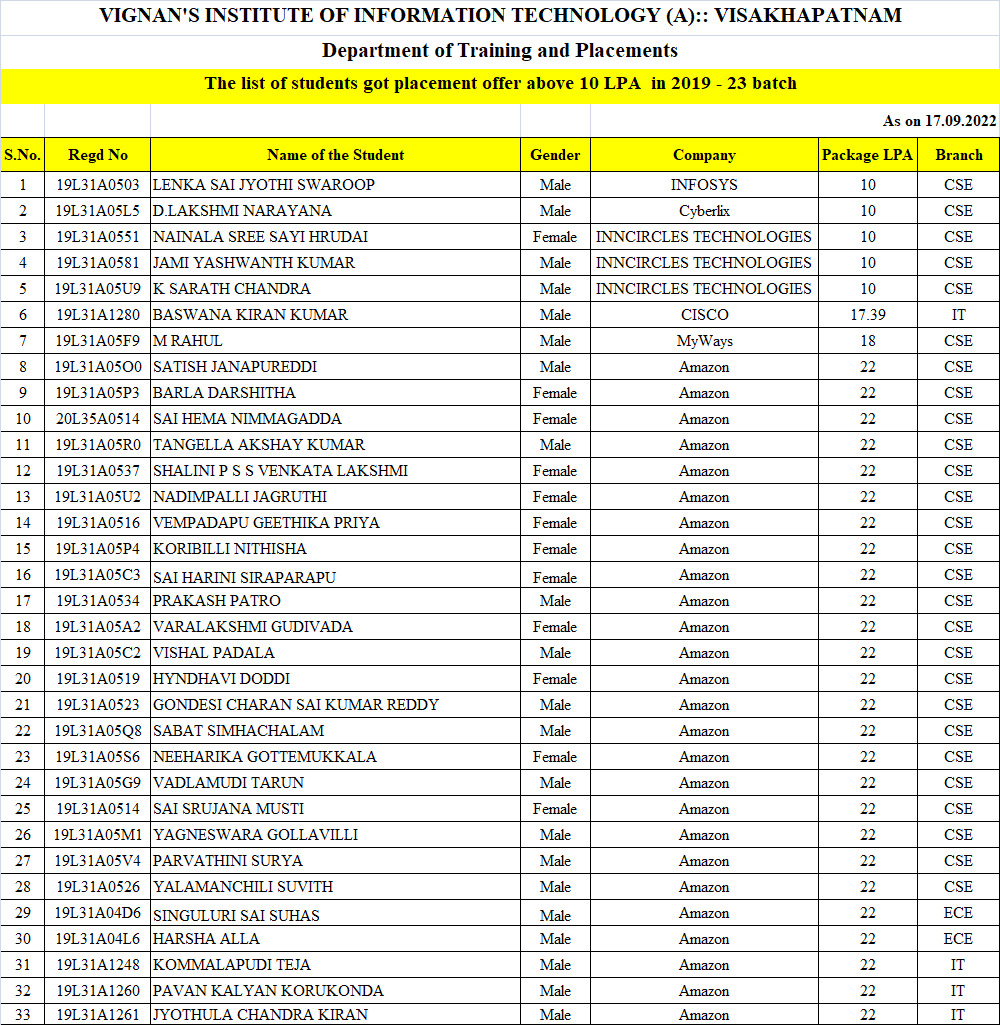 VIGNAN'S INSTITUTE OF INFORMATION TECHNOLOGY (A):: VISAKHAPATNAM
Department of Training and Placements
The list of students got placement offer above 10 LPA in 2019 - 23 batch
As on 17.09.2022
S.No. Regd No Name of the Student Gender Company Package LPA Branch
1 19L31A0503 LENKA SAI JYOTHI SWAROOP Male INFOSYS 10 CSE
2 19L31A05L5 D.LAKSHMI NARAYANA Male Cyberlix 10 CSE
3 19L31A0551 NAINALA SREE SAYI HRUDAI Female INNCIRCLES TECHNOLOGIES 10 CSE
4 19L31A0581 JAMI YASHWANTH KUMAR Male INNCIRCLES TECHNOLOGIES 10 CSE
5 19L31A05U9 K SARATH CHANDRA Male INNCIRCLES TECHNOLOGIES 10 CSE
6 19L31A1280 BASWANA KIRAN KUMAR Male CISCO 17.39 IT
7 19L31A05F9 M RAHUL Male MyWays 18 CSE
8 19L31A05O0 SATISH JANAPUREDDI Male Amazon 22 CSE
9 19L31A05P3 BARLA DARSHITHA Female Amazon 22 CSE
10 20L35A0514 SAI HEMA NIMMAGADDA Female Amazon 22 CSE
11 19L31A05R0 TANGELLA AKSHAY KUMAR Male Amazon 22 CSE
12 19L31A0537 SHALINI P S S VENKATA LAKSHMI Female Amazon 22 CSE
13 19L31A05U2 NADIMPALLI JAGRUTHI Female Amazon 22 CSE
14 19L31A0516 VEMPADAPU GEETHIKA PRIYA Female Amazon 22 CSE
15 19L31A05P4 KORIBILLI NITHISHA Female Amazon 22 CSE
16 19L31A05C3 SAI HARINI SIRAPARAPU Female Amazon 22 CSE
17 19L31A0534 PRAKASH PATRO Male Amazon 22 CSE
18 19L31A05A2 VARALAKSHMI GUDIVADA Female Amazon 22 CSE
19 19L31A05C2 VISHAL PADALA Male Amazon 22 CSE
20 19L31A0519 HYNDHAVI DODDI Female Amazon 22 CSE
21 19L31A0523 GONDESI CHARAN SAI KUMAR REDDY Male Amazon 22 CSE
22 19L31A05Q8 SABAT SIMHACHALAM Male Amazon 22 CSE
23 19L31A05S6 NEEHARIKA GOTTEMUKKALA Female Amazon 22 CSE
24 19L31A05G9 VADLAMUDI TARUN Male Amazon 22 CSE
25 19L31A0514 SAI SRUJANA MUSTI Female Amazon 22 CSE
26 19L31A05M1 YAGNESWARA GOLLAVILLI Male Amazon 22 CSE
27 19L31A05V4 PARVATHINI SURYA Male Amazon 22 CSE
28 19L31A0526 YALAMANCHILI SUVITH Male Amazon 22 CSE
29 19L31A04D6 SINGULURI SAI SUHAS Male Amazon 22 ECE
30 19L31A04L6 HARSHA ALLA Male Amazon 22 ECE
31 19L31A1248 KOMMALAPUDI TEJA Male Amazon 22 IT
32 19L31A1260 PAVAN KALYAN KORUKONDA Male Amazon 22 IT
33 19L31A1261 JYOTHULA CHANDRA KIRAN Male Amazon 22 IT